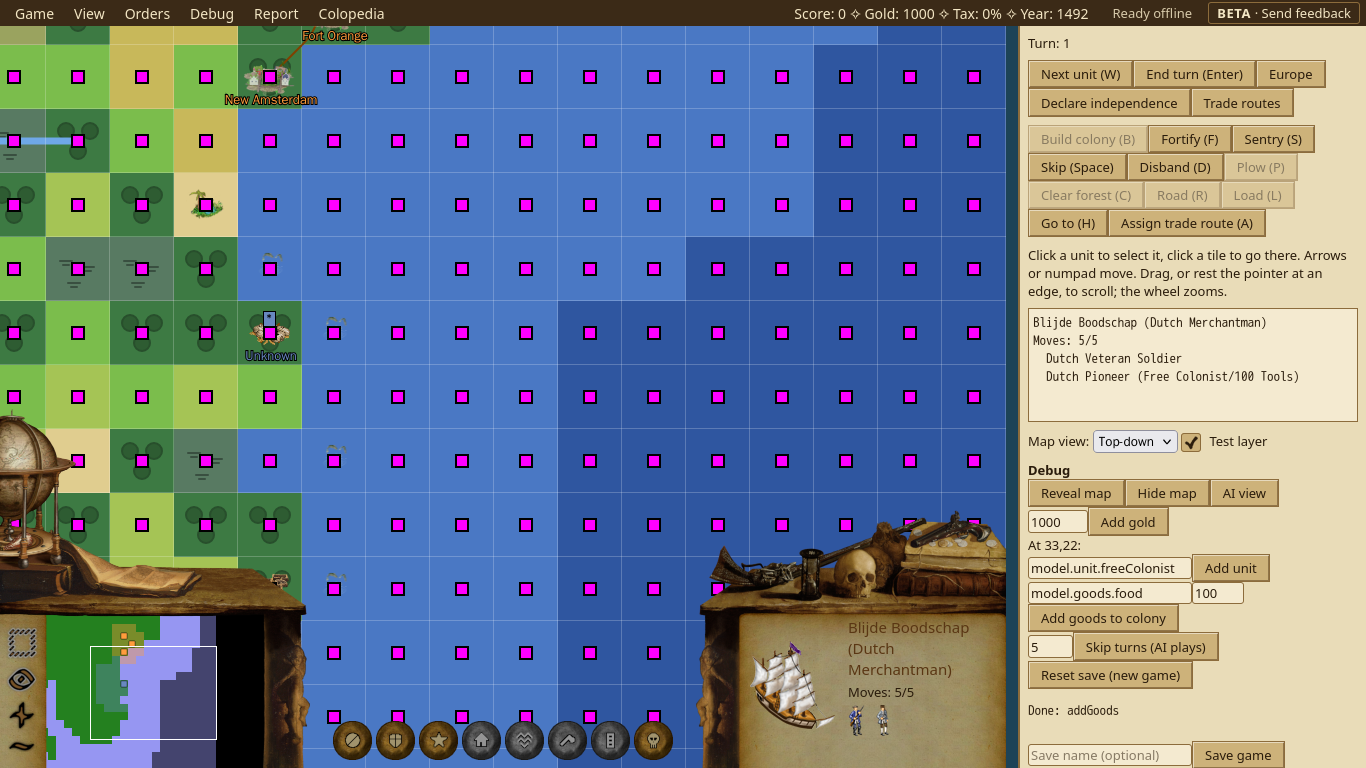 Game View Orders Debug Report Colopedia Score: 0 ✧ Gold: 1000 ✧ Tax: 0% ✧ Year: 1492 Ready offline BETA · Send feedback
Fort Orange
New Amsterdam
Unknown
Blijde Boodschap
(Dutch
Merchantman)
Moves: 5/5
Turn: 1
Next unit (W) End turn (Enter) Europe
Declare independence Trade routes
Build colony (B) Fortify (F) Sentry (S)
Skip (Space) Disband (D) Plow (P)
Clear forest (C) Road (R) Load (L)
Go to (H) Assign trade route (A)
Click a unit to select it, click a tile to go there. Arrows
or numpad move. Drag, or rest the pointer at an
edge, to scroll; the wheel zooms.
Blijde Boodschap (Dutch Merchantman)
Moves: 5/5
Dutch Veteran Soldier
Dutch Pioneer (Free Colonist/100 Tools)
Map view: Top-down Test layer
Debug
Reveal map Hide map AI view
1000 Add gold
At 33,22:
model.unit.freeColonist Add unit
model.goods.food 100
Add goods to colony
5 Skip turns (AI plays)
Reset save (new game)
Done: addGoods
Save name (optional) Save game